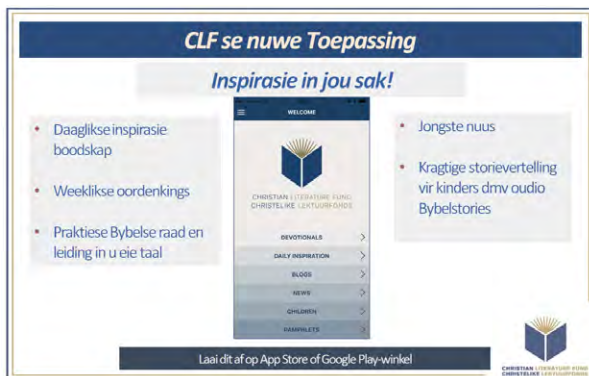 CLF se nuwe Toepassing
Inspirasie in jou sak!
• Daaglikse inspirasie
boodskap
• Weeklikse oordenkings
• Praktiese Bybelse raad en
leiding in u eie taal
WELCOME
CHRISTIAN LITERATURE FUND
CHRISTELIKE LEKTUURFONDS
DEVOTIONALS
DAILY INSPIRATION
BLOGS
NEWS
CHILDREN
PAMPHLETS
• Jongste nuus
• Kragtige storievertelling
vir kinders dmv oudio
Bybelstories
Laai dit af op App Store of Google Play-winkel
CHRISTIAN LITERATURE FUND
CHRISTELIKE LEKTUURFONDS